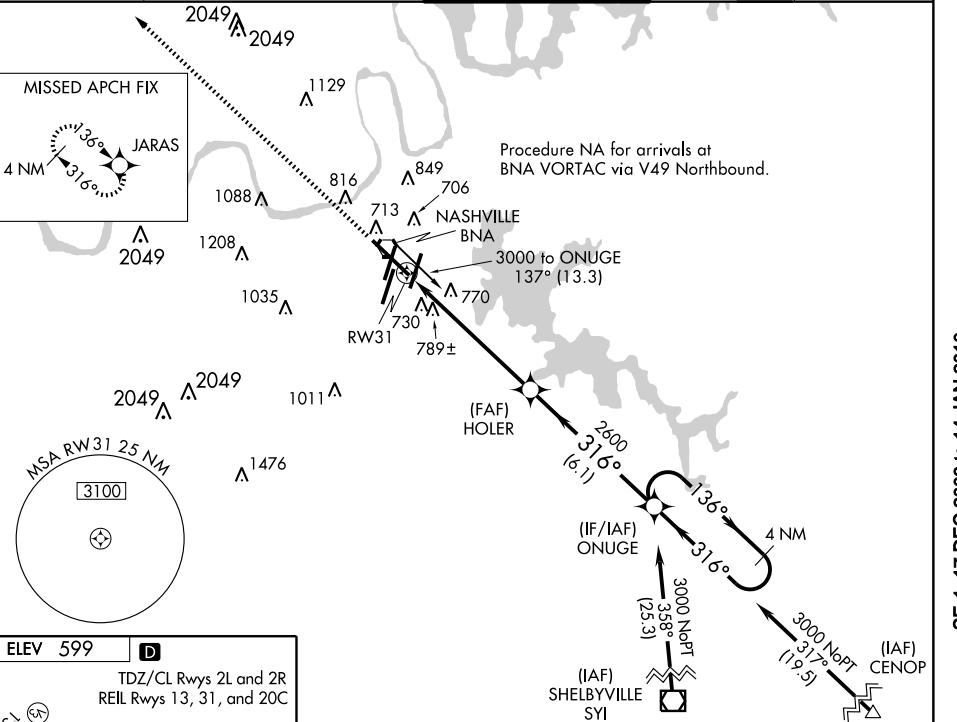 2049
2049
MISSED APCH FIX
136°
JARAS
4 NM
316°
1129
Procedure NA for arrivals at
BNA VORTAC via V49 Northbound.
849
816
706
1088
713
NASHVILLE
BNA
2049
1208
3000 to ONUGE
137° (13.3)
770
1035
730
RW31
789±
2049
2049
1011
(FAF)
HOLER
2600
316°
(6.1)
MSA RW31 25 NM
3100
1476
136°
4 NM
(IF/IAF)
ONUGE
316°
3000 NoPT
358°
(25.3)
3000 NoPT
317°
(19.5)
(IAF)
CENOP
(IAF)
SHELBYVILLE
SYI
ELEV 599
D
TDZ/CL Rwys 2L and 2R
REIL Rwys 13, 31, and 20C